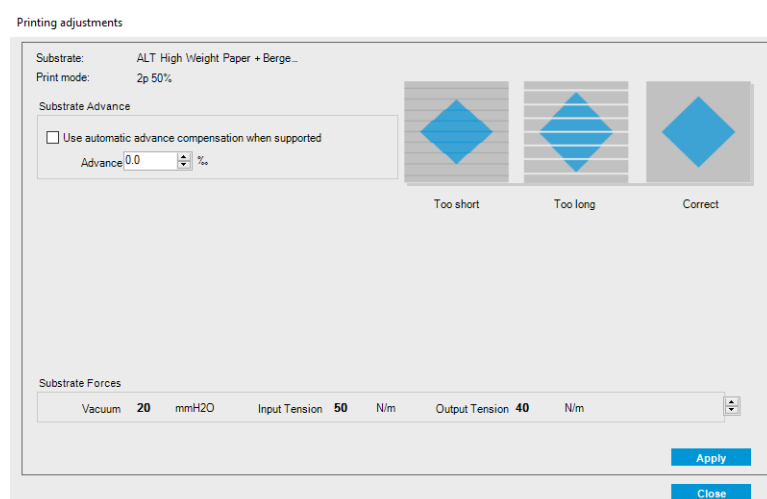 Printing adjustments
Substrate: ALT High Weight Paper + Berge...
Print mode: 2p 50%
Substrate Advance
Use automatic advance compensation when supported
Advance 0.0 ‰
Too short Too long Correct
Substrate Forces
Vacuum 20 mmH2O Input Tension 50 N/m Output Tension 40 N/m
Apply
Close